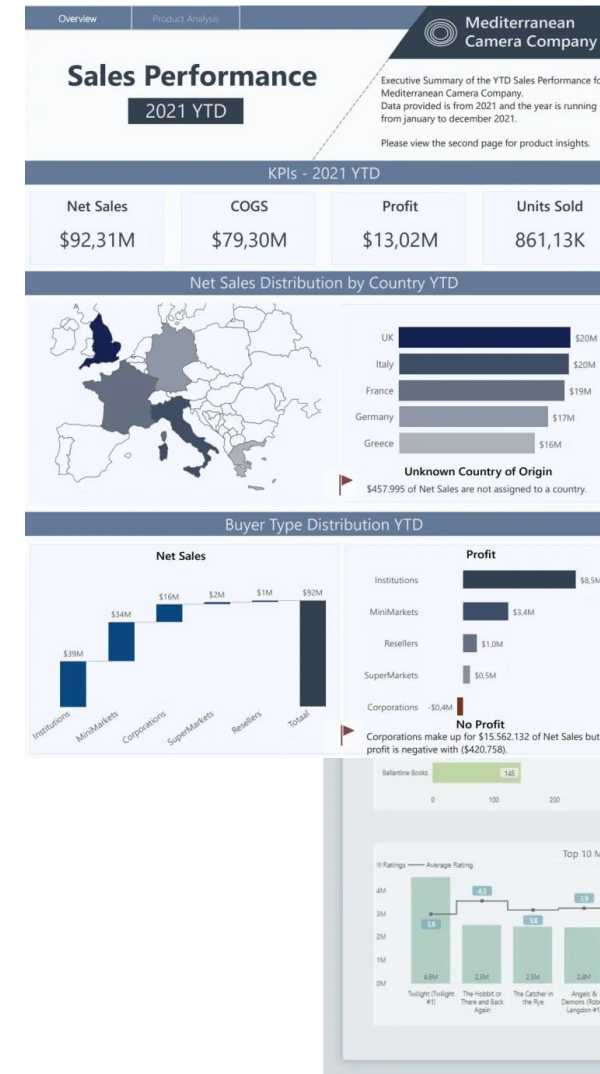 Overview
Product Analysis
Mediterranean
Camera Company
Sales Performance
2021 YTD
Executive Summary of the YTD Sales Performance fo
Mediterranean Camera Company.
Data provided is from 2021 and the year is running
from january to december 2021.
Please view the second page for product insights.
KPIs - 2021 YTD
Net Sales
$92,31M
COGS
$79,30M
Profit
$13,02M
Units Sold
861,13K
Net Sales Distribution by Country YTD
UK $20M
Italy $20M
France $19M
Germany $17M
Greece $16M
Unknown Country of Origin
$457.995 of Net Sales are not assigned to a country.
Buyer Type Distribution YTD
Net Sales
$39M
$34M
$16M
$2M
$1M
$92M
Institutions
MiniMarkets
Corporations
SuperMarkets
Resellers
Totaal
Profit
Institutions $8,5M
MiniMarkets $3,4M
Resellers $1,0M
SuperMarkets $0,5M
Corporations -$0,4M
No Profit
Corporations make up for $15.562.132 of Net Sales but
profit is negative with ($420.758).
Ballantine Books 145
0 100 200
Top 10 M
Ratings Average Rating
4M
3M
2M
1M
0M
3.9
4.3
3.8
3.9
4.8M
2.5M
2.5M
2.4M
Twilight (Twilight
#1)
The Hobbit or
There and Back
Again
The Catcher in
the Rye
Angels &
Demons (Rob
Langdon #1